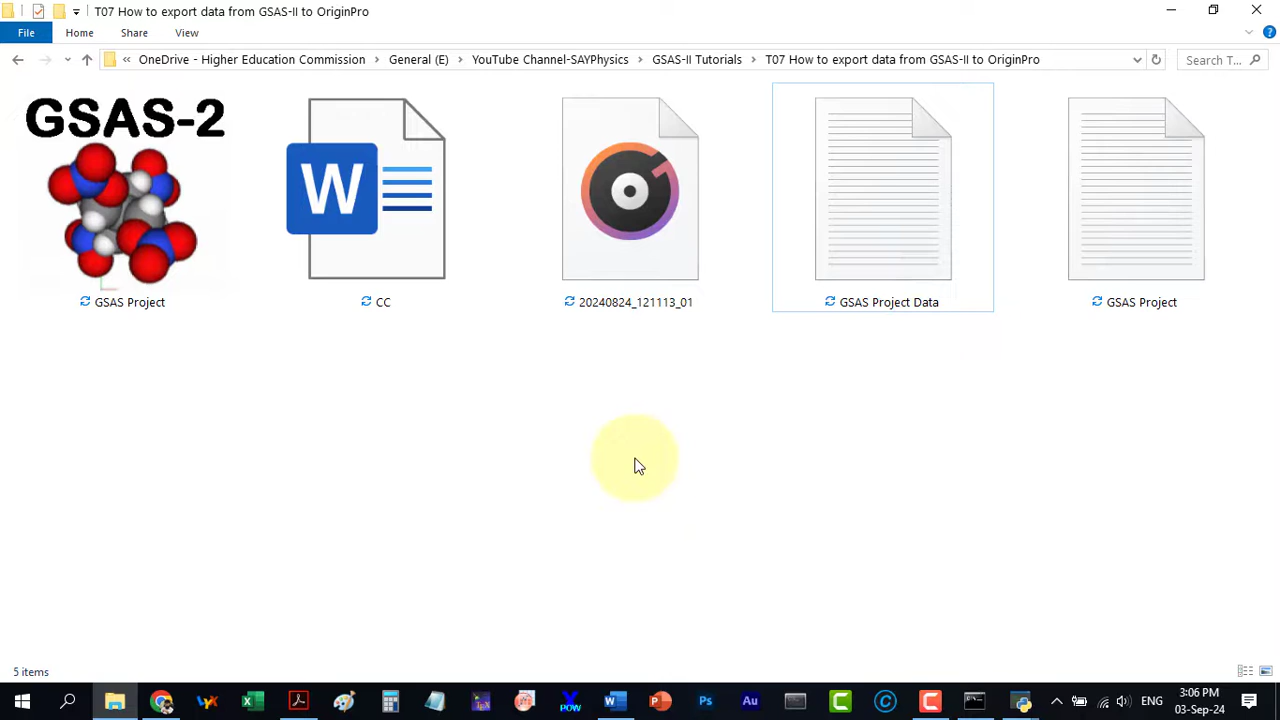 T07 How to export data from GSAS-II to OriginPro
File Home Share View
« OneDrive - Higher Education Commission > General (E) > YouTube Channel-SAYPhysics > GSAS-II Tutorials > T07 How to export data from GSAS-II to OriginPro
Search T...
GSAS-2
W
GSAS Project
CC
20240824_121113_01
GSAS Project Data
GSAS Project
5 items
ENG
3:06 PM
03-Sep-24